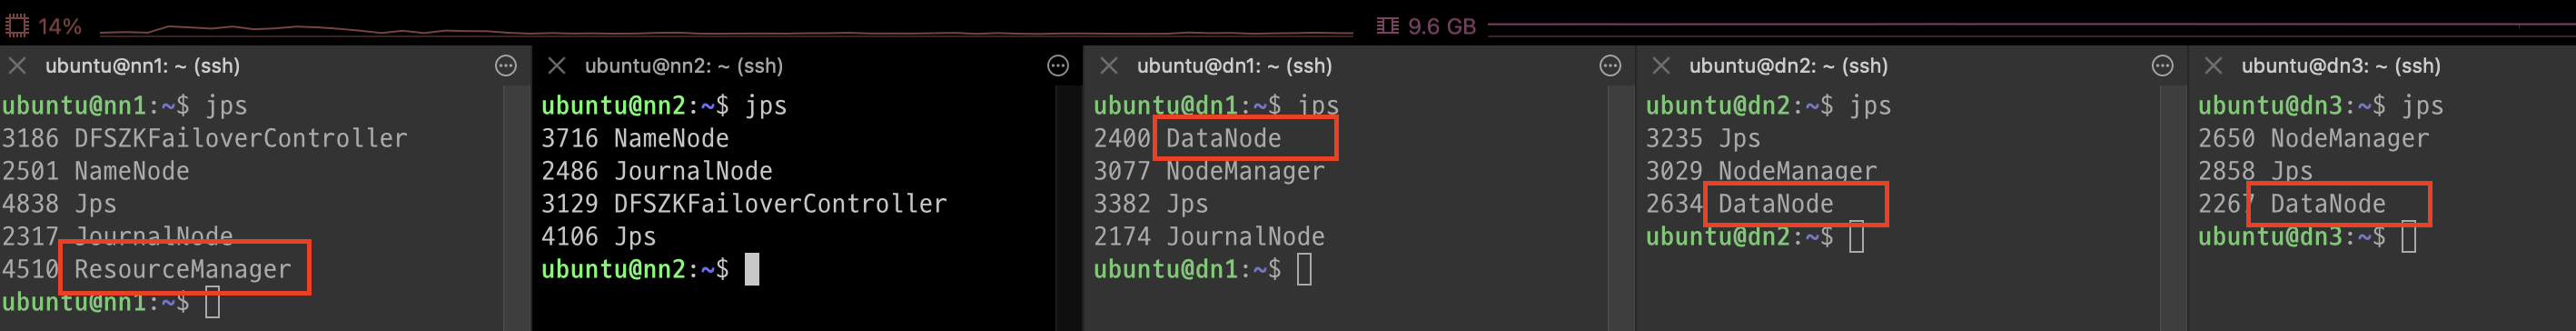 14%
9.6 GB
ubuntu@nn1: ~ (ssh)
ubuntu@nn1:~$ jps
3186 DFSZKFailoverController
2501 NameNode
4838 Jps
2317 JournalNode
4510 ResourceManager
ubuntu@nn1:~$
ubuntu@nn2: ~ (ssh)
ubuntu@nn2:~$ jps
3716 NameNode
2486 JournalNode
3129 DFSZKFailoverController
4106 Jps
ubuntu@nn2:~$
ubuntu@dn1: ~ (ssh)
ubuntu@dn1:~$ jps
2400 DataNode
3077 NodeManager
3382 Jps
2174 JournalNode
ubuntu@dn1:~$
ubuntu@dn2: ~ (ssh)
ubuntu@dn2:~$ jps
3235 Jps
3029 NodeManager
2634 DataNode
ubuntu@dn2:~$
ubuntu@dn3: ~ (ssh)
ubuntu@dn3:~$ jps
2650 NodeManager
2858 Jps
2267 DataNode
ubuntu@dn3:~$